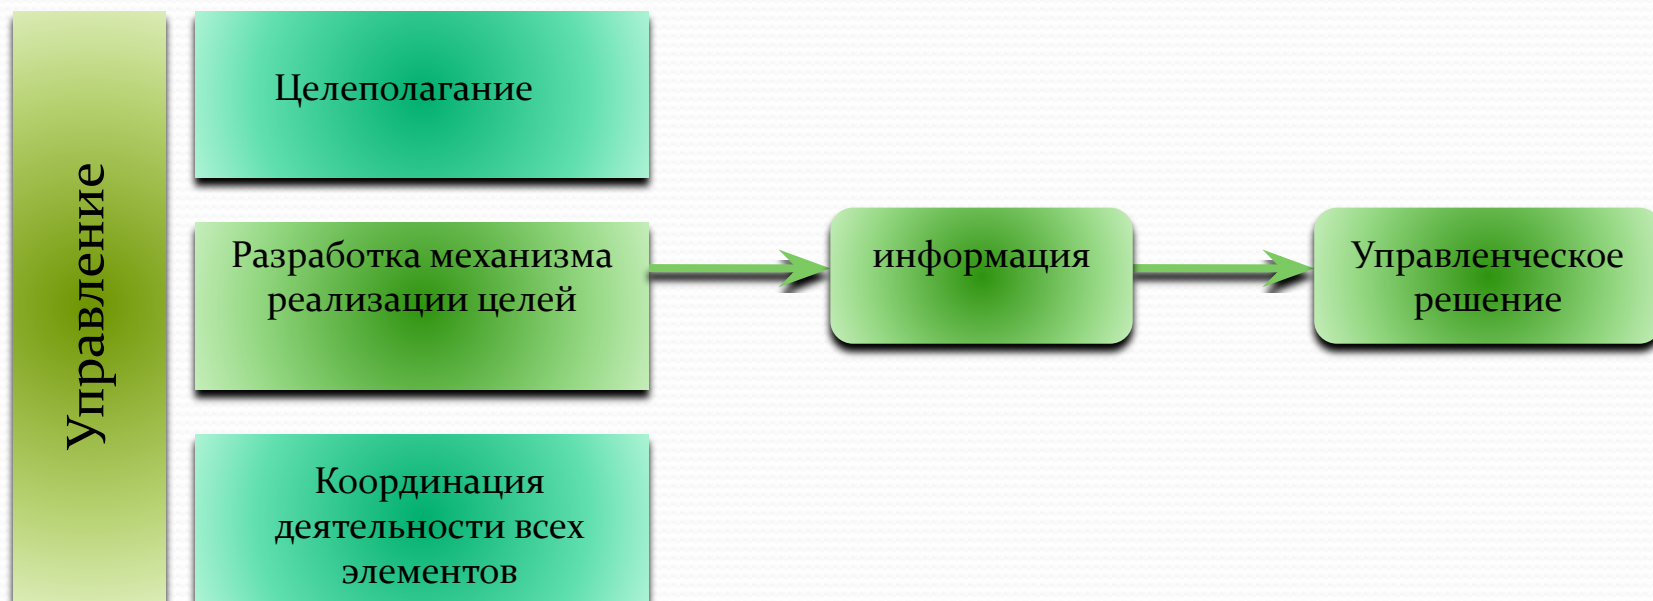 Управление
Целеполагание
Разработка механизма
реализации целей
информация
Управленческое
решение
Координация
деятельности всех
элементов